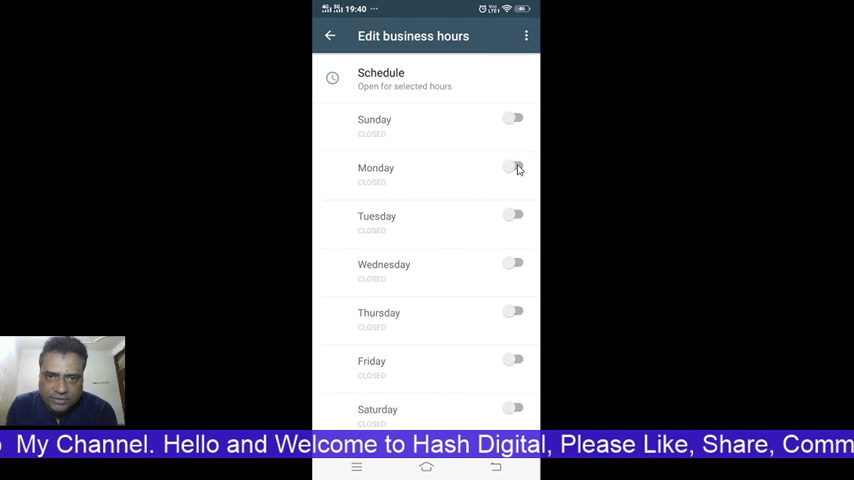 19:40 ...
Edit business hours
Schedule
Open for selected hours
Sunday
CLOSED
Monday
CLOSED
Tuesday
CLOSED
Wednesday
CLOSED
Thursday
CLOSED
Friday
CLOSED
Saturday
CLOSED
My Channel. Hello and Welcome to Hash Digital, Please Like, Share, Comm